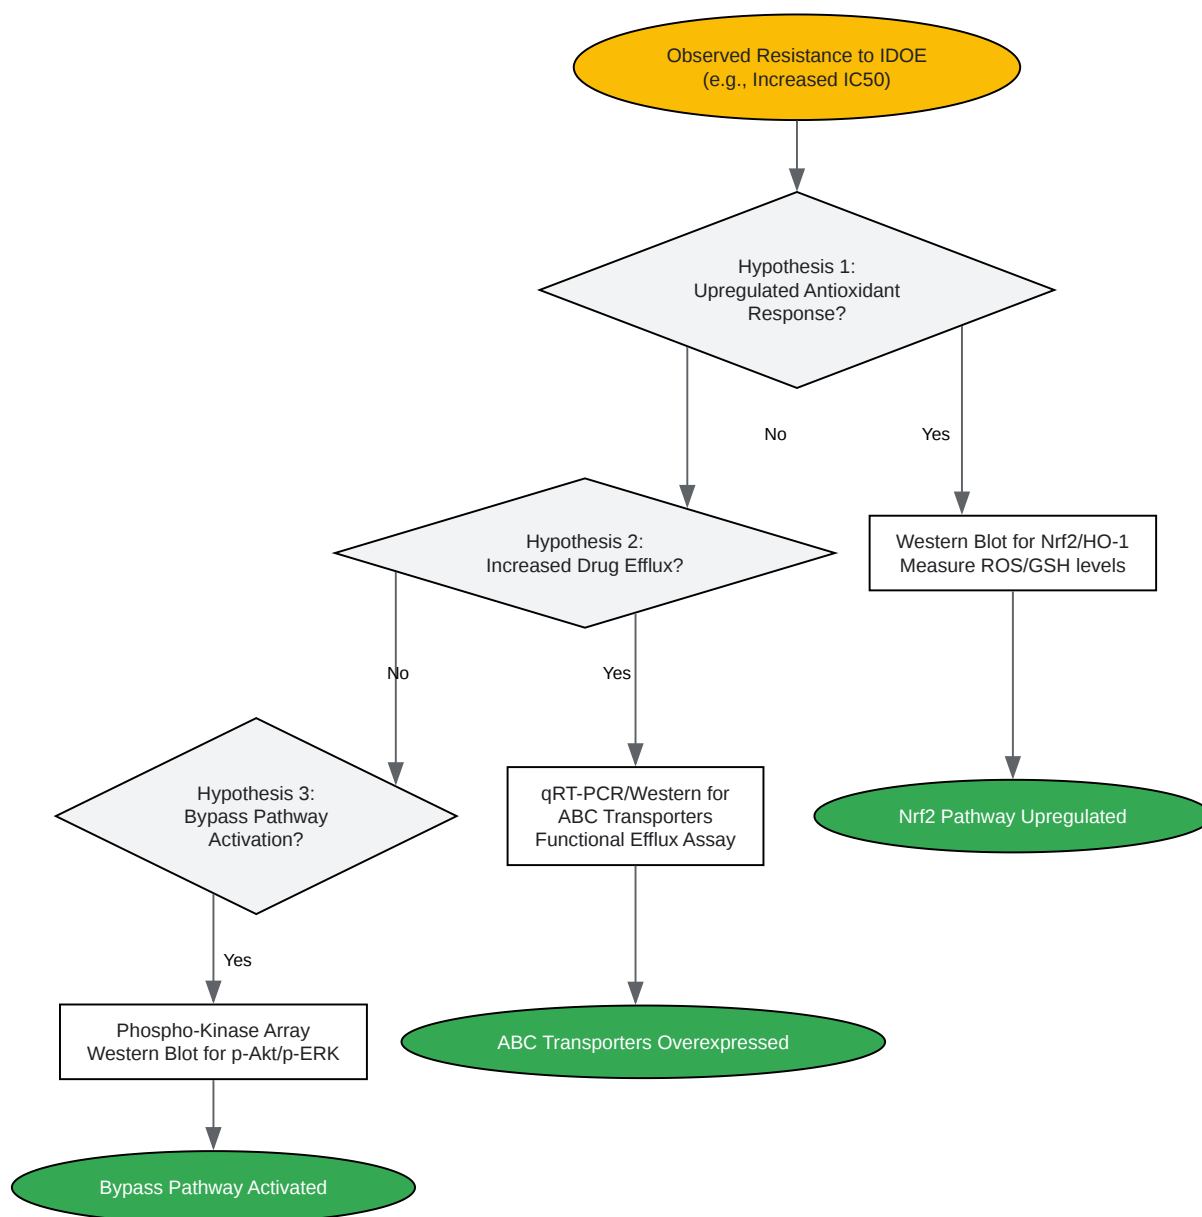 Observed Resistance to IDOE
(e.g., Increased IC50)
Hypothesis 1:
Upregulated Antioxidant
Response?
No
Yes
Hypothesis 2:
Increased Drug Efflux?
Western Blot for Nrf2/HO-1
Measure ROS/GSH levels
No
Yes
Hypothesis 3:
Bypass Pathway
Activation?
qRT-PCR/Western for
ABC Transporters
Functional Efflux Assay
Nrf2 Pathway Upregulated
Yes
Phospho-Kinase Array
Western Blot for p-Akt/p-ERK
ABC Transporters Overexpressed
Bypass Pathway Activated